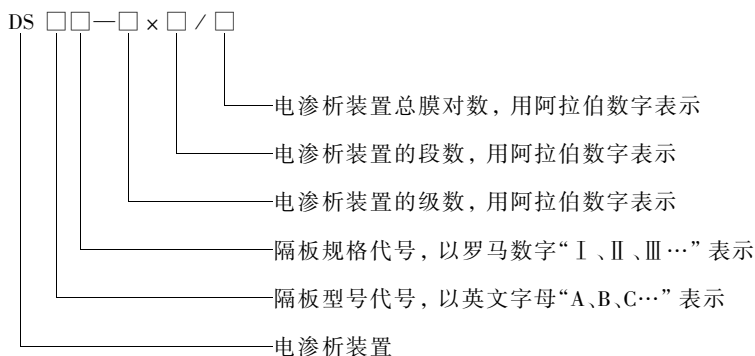 DS □□—□×□/□
电渗析装置总膜对数，用阿拉伯数字表示
电渗析装置的段数，用阿拉伯数字表示
电渗析装置的级数，用阿拉伯数字表示
隔板规格代号，以罗马数字“Ⅰ、Ⅱ、Ⅲ…”表示
隔板型号代号，以英文字母“A、B、C…”表示
电渗析装置